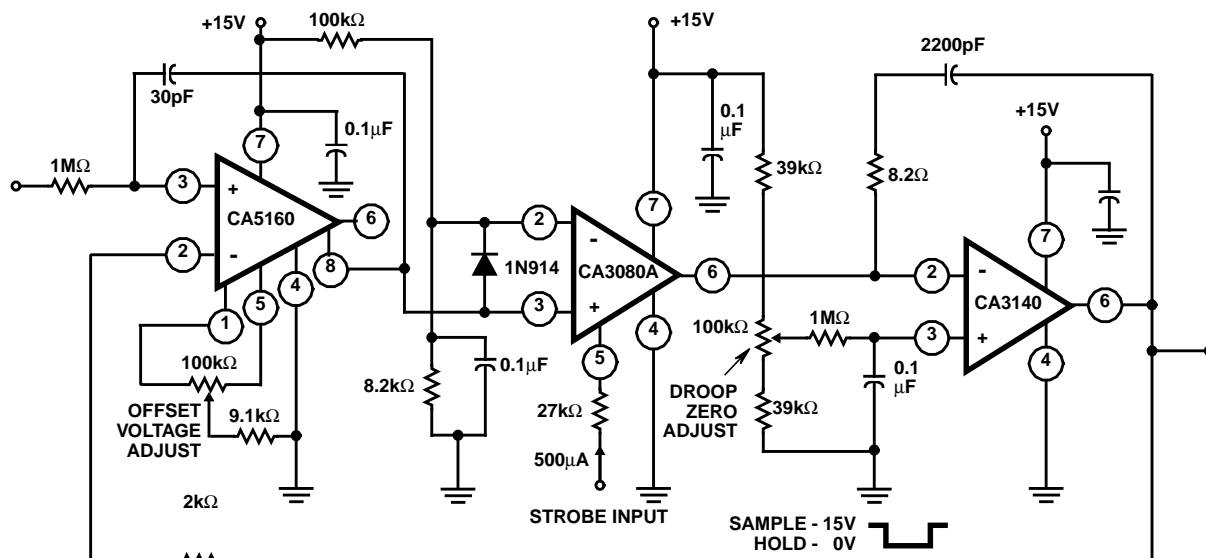 +15V
100kΩ
+15V
2200pF
30pF
+15V
0.1μF
0.1
μF
1MΩ
39kΩ
8.2Ω
7
3
+
CA5160
6
2
-
8
5
4
1
1N914
2
-
7
CA3080A
6
3
+
4
5
2
-
7
CA3140
6
3
+
4
100kΩ
1MΩ
100kΩ
OFFSET
VOLTAGE
ADJUST
9.1kΩ
8.2kΩ
0.1μF
27kΩ
500μA
STROBE INPUT
DROOP
ZERO
ADJUST
39kΩ
0.1
μF
2kΩ
SAMPLE - 15V
HOLD - 0V